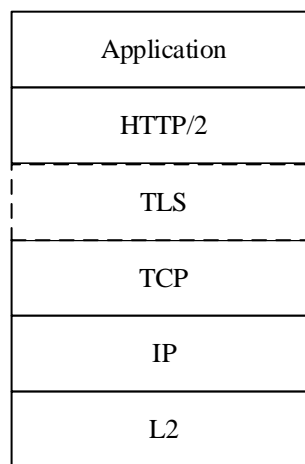 Application
HTTP/2
TLS
TCP
IP
L2